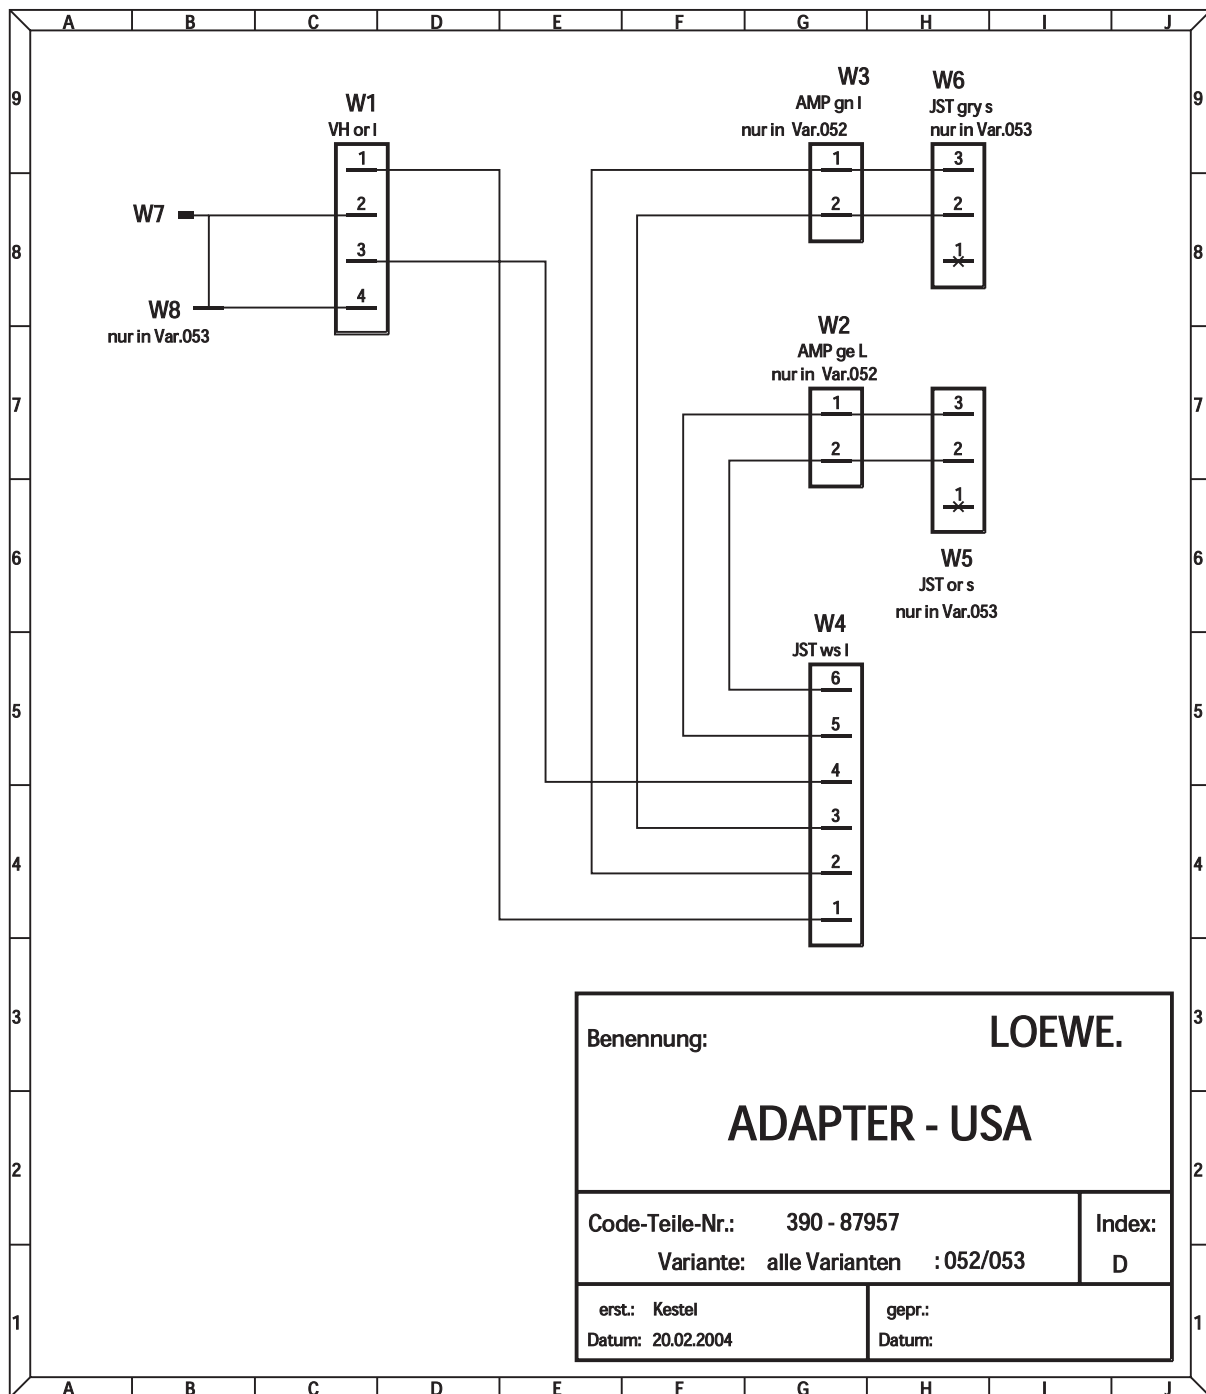 A B C D E F G H I J
9 9
W3
W6
AMP gn l
JST gry s
W1
nur in Var.052
nur in Var.053
VH or l
1
1
3
2
2
2
W7
3
1
8 8
4
W8
nur in Var.053
W2
AMP ge L
nur in Var.052
7 7
1
3
2
2
1
6 6
W5
JST or s
nur in Var.053
W4
JST ws l
6
5 5
5
4
3
4 4
2
1
3 3
Benennung:
LOEWE.
ADAPTER - USA
2 2
Code-Teile-Nr.: 390 - 87957
Index:
Variante: alle Varianten : 052/053
D
1 1
erst.: Kestel
gepr.:
Datum: 20.02.2004
Datum:
A B C D E F G H I J